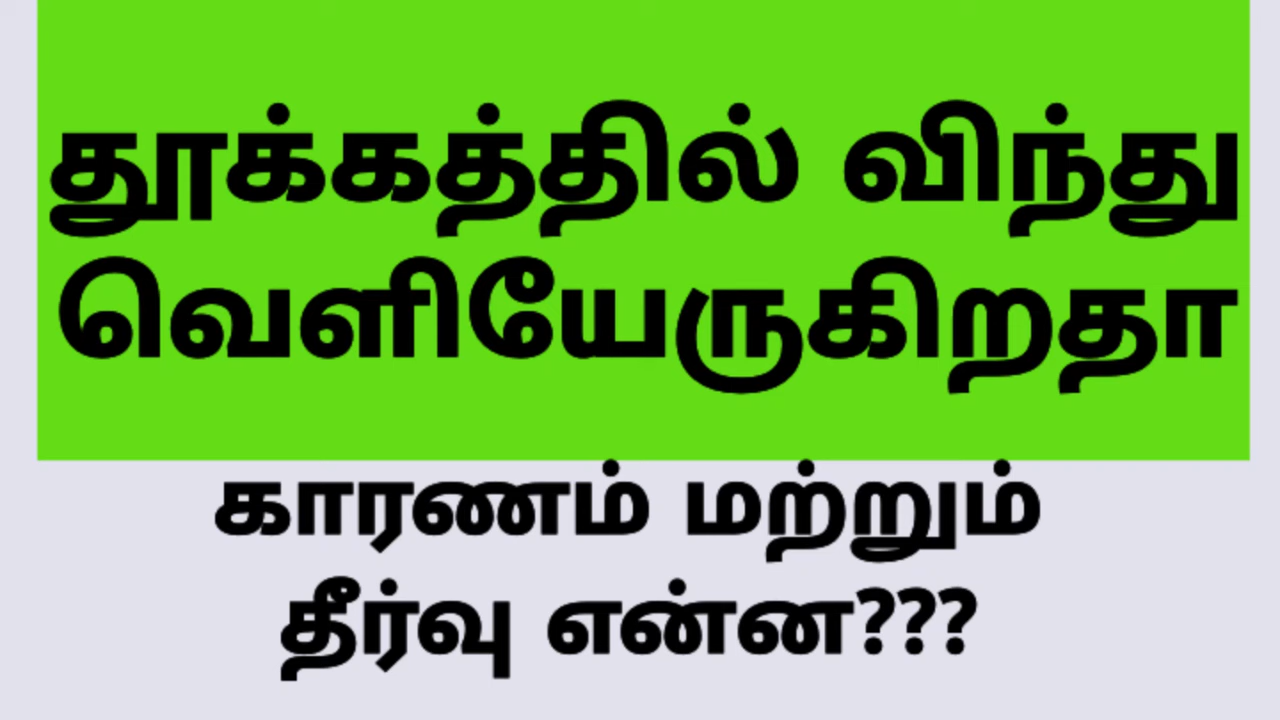 தூக்கத்தில் விந்து
வெளியேருகிறதா
காரணம் மற்றும்
தீர்வு என்ன???